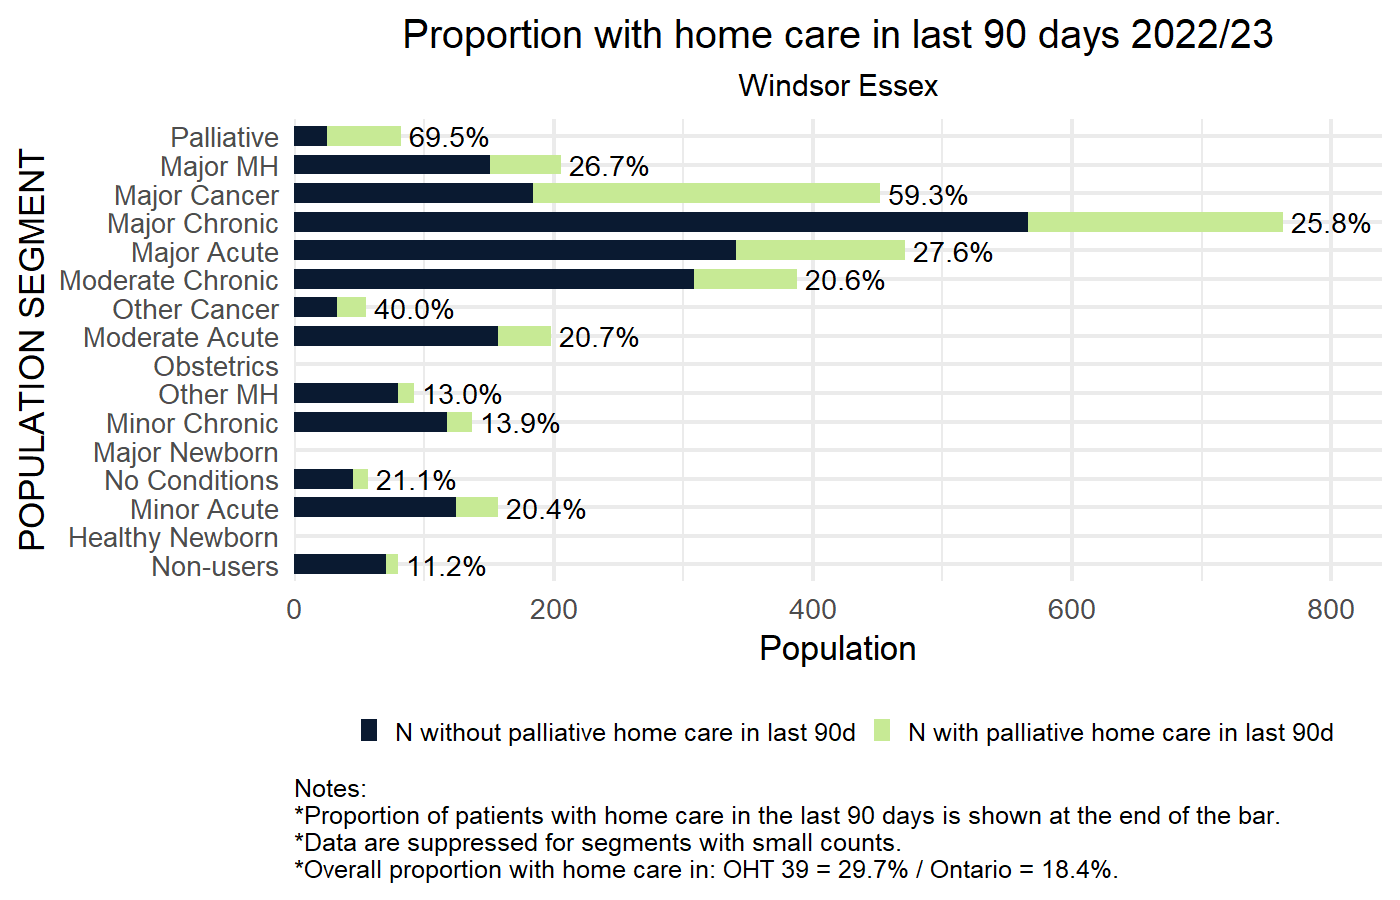 Proportion with home care in last 90 days 2022/23
Windsor Essex
POPULATION SEGMENT
Palliative 69.5%
Major MH 26.7%
Major Cancer 59.3%
Major Chronic 25.8%
Major Acute 27.6%
Moderate Chronic 20.6%
Other Cancer 40.0%
Moderate Acute 20.7%
Obstetrics
Other MH 13.0%
Minor Chronic 13.9%
Major Newborn
No Conditions 21.1%
Minor Acute 20.4%
Healthy Newborn
Non-users 11.2%
0 200 400 600 800
Population
N without palliative home care in last 90d N with palliative home care in last 90d
Notes:
*Proportion of patients with home care in the last 90 days is shown at the end of the bar.
*Data are suppressed for segments with small counts.
*Overall proportion with home care in: OHT 39 = 29.7% / Ontario = 18.4%.